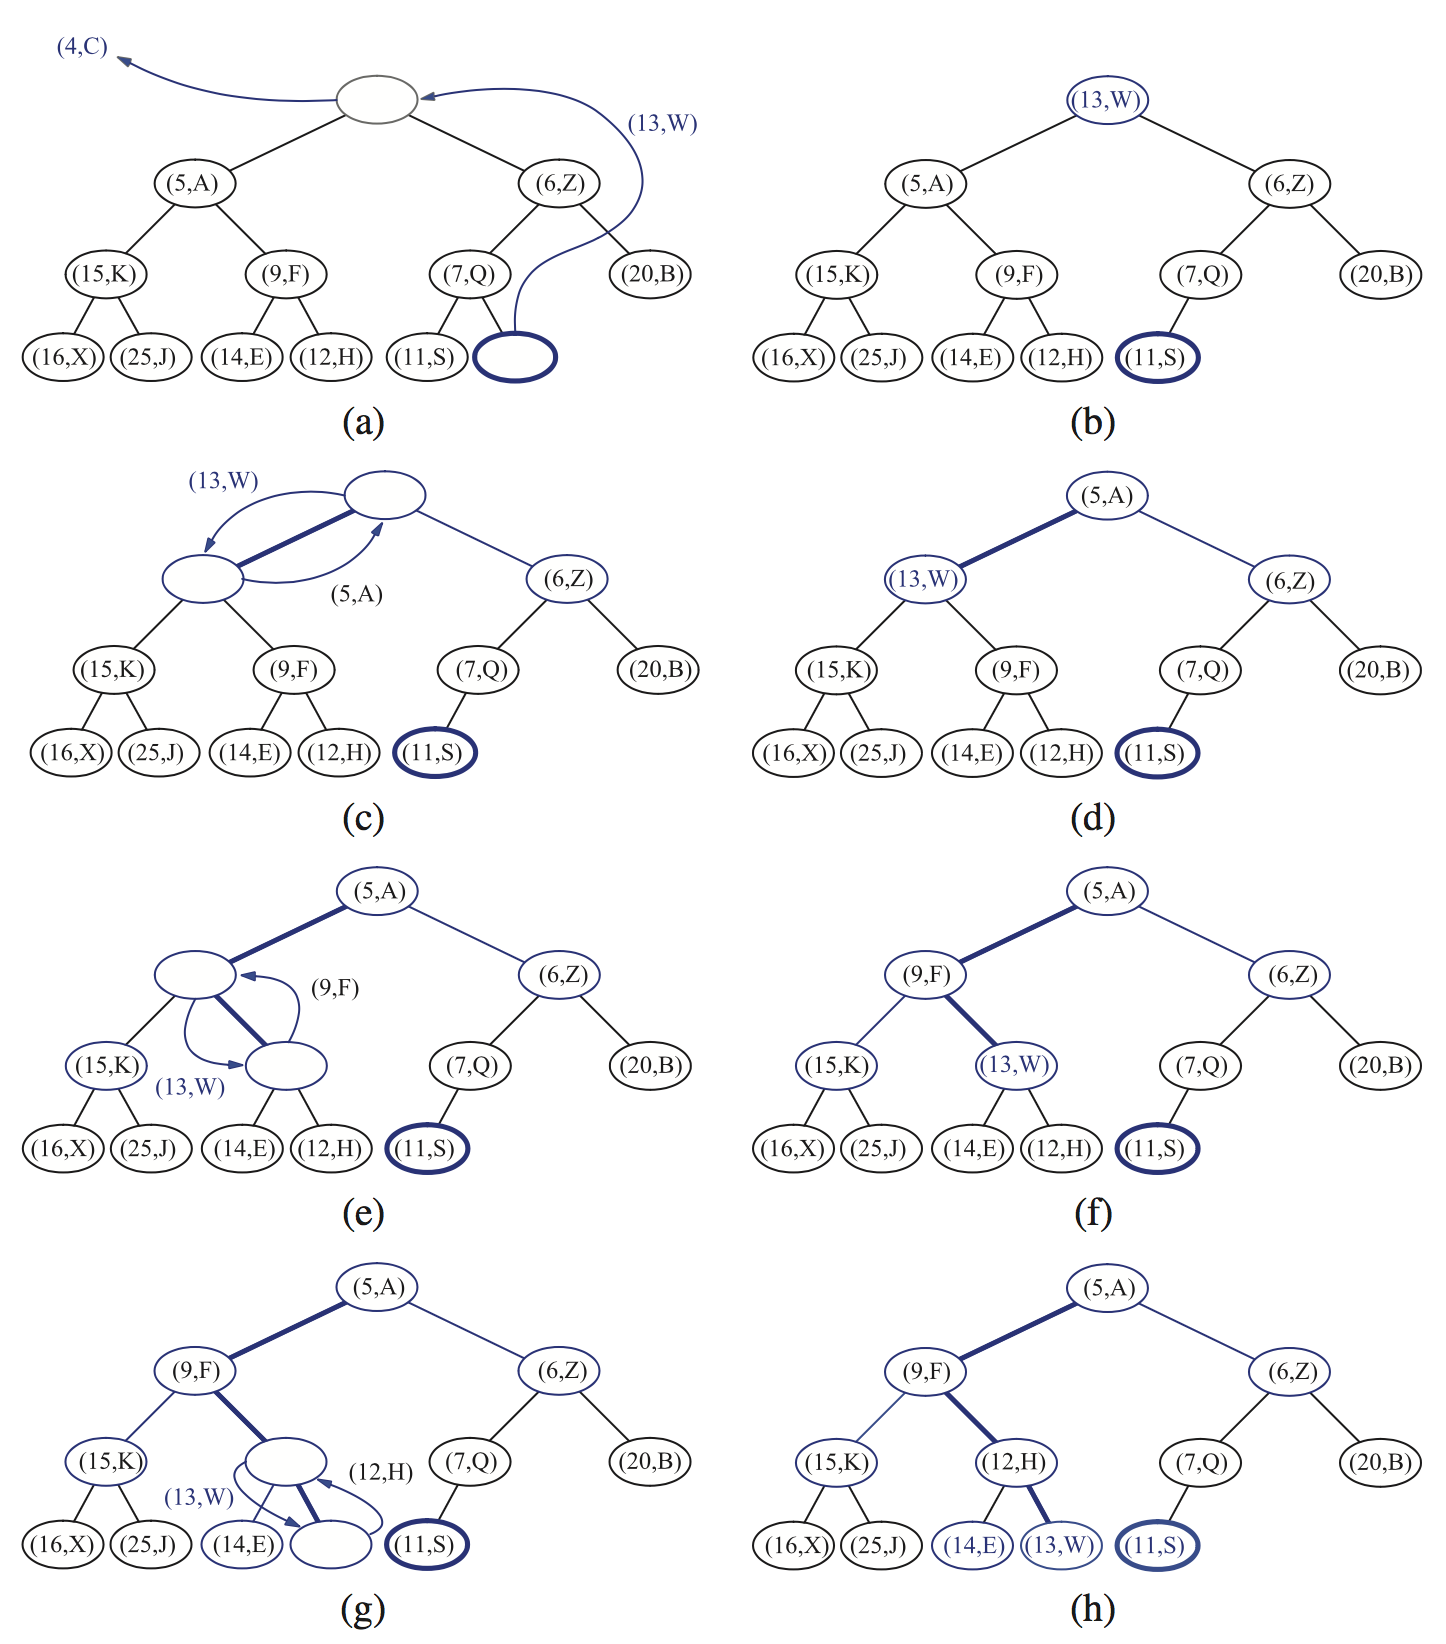 (4,C)
(13,W)
(5,A) (6,Z)
(15,K) (9,F) (7,Q) (20,B)
(16,X) (25,J) (14,E) (12,H) (11,S)
(a)
(13,W)
(5,A) (6,Z)
(15,K) (9,F) (7,Q) (20,B)
(16,X) (25,J) (14,E) (12,H) (11,S)
(b)
(13,W)
(6,Z)
(5,A)
(15,K) (9,F) (7,Q) (20,B)
(16,X) (25,J) (14,E) (12,H) (11,S)
(c)
(5,A)
(13,W) (6,Z)
(15,K) (9,F) (7,Q) (20,B)
(16,X) (25,J) (14,E) (12,H) (11,S)
(d)
(5,A)
(6,Z)
(9,F)
(15,K) (7,Q) (20,B)
(13,W)
(16,X) (25,J) (14,E) (12,H) (11,S)
(e)
(5,A)
(9,F) (6,Z)
(15,K) (13,W) (7,Q) (20,B)
(16,X) (25,J) (14,E) (12,H) (11,S)
(f)
(5,A)
(9,F) (6,Z)
(15,K) (7,Q) (20,B)
(12,H)
(13,W)
(16,X) (25,J) (14,E) (11,S)
(g)
(5,A)
(9,F) (6,Z)
(15,K) (12,H) (7,Q) (20,B)
(16,X) (25,J) (14,E) (13,W) (11,S)
(h)